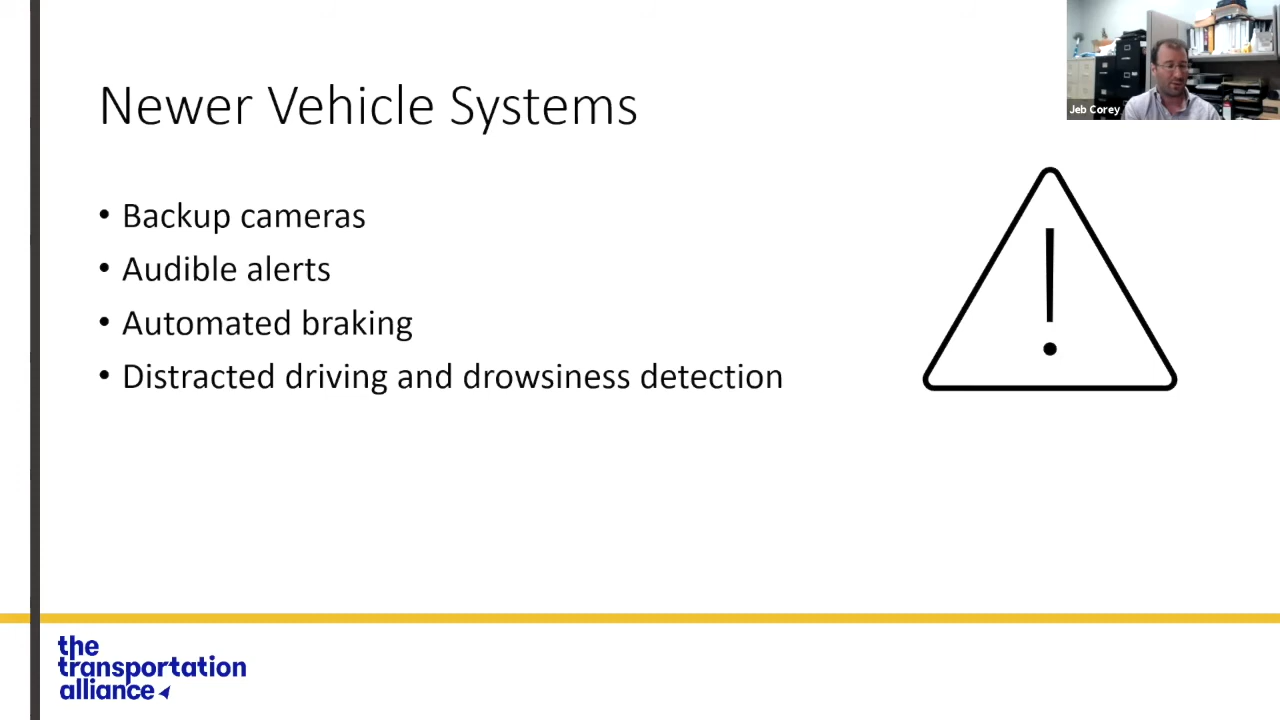 Newer Vehicle Systems
Jeb Corey
• Backup cameras
• Audible alerts
• Automated braking
• Distracted driving and drowsiness detection
!
the
transportation
alliance